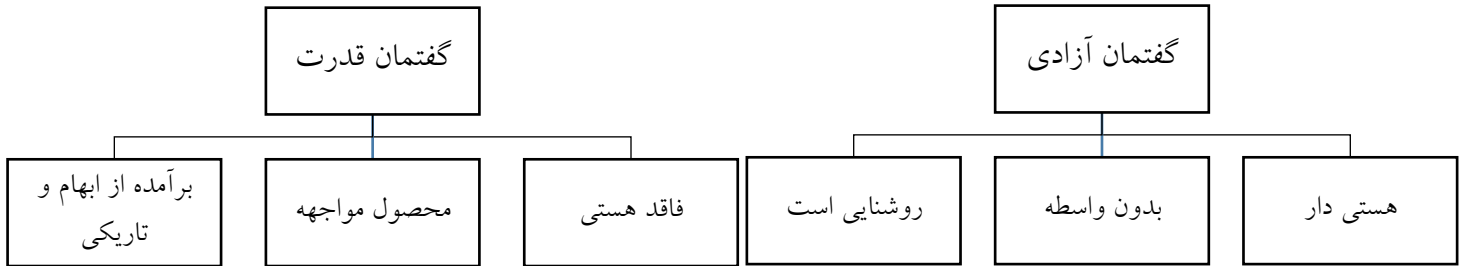 گفتمان آزادی
گفتمان قدرت
هستی دار
بدون واسطه
روشنایی است
فاقد هستی
محصول مواجهه
برآمده از ابهام و
تاریکی